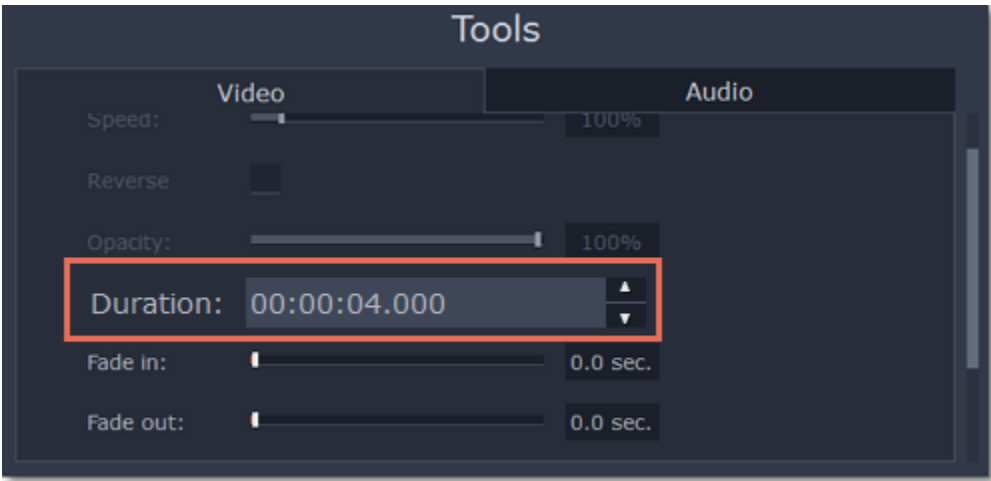 Tools
Video Audio
Speed: 100%
Reverse
Opacity: 100%
Duration: 00:00:04.000
Fade in: 0.0 sec.
Fade out: 0.0 sec.